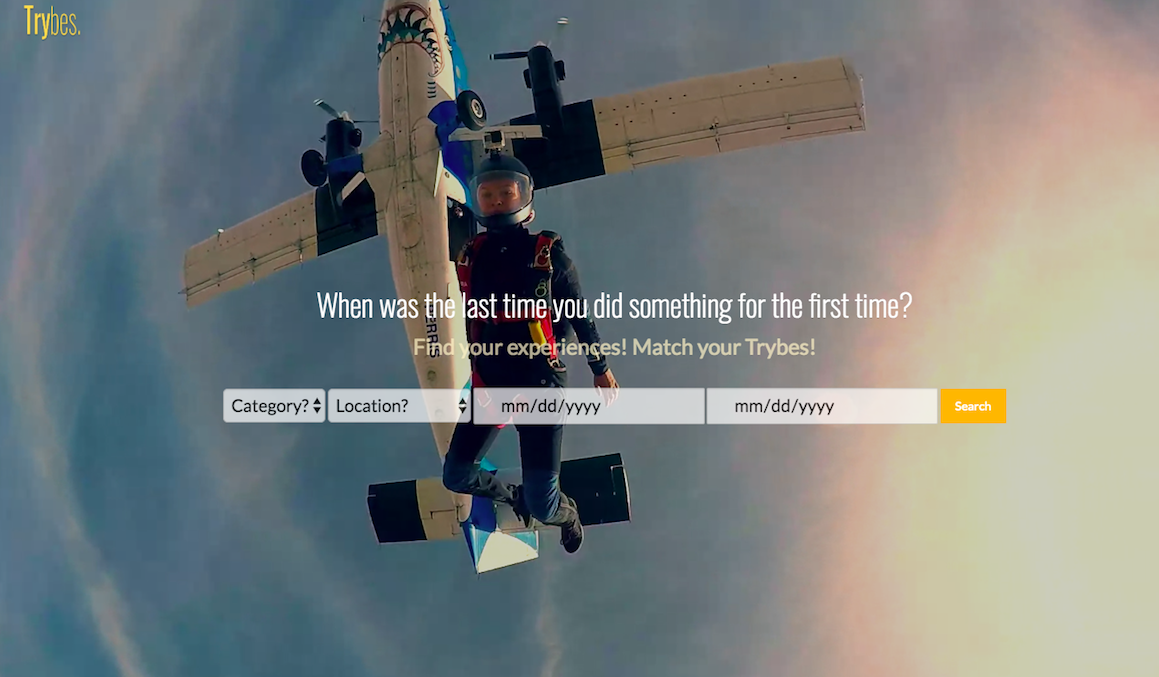 Trybes.
When was the last time you did something for the first time?
Find your experiences! Match your Trybes!
Category? Location? mm/dd/yyyy mm/dd/yyyy Search